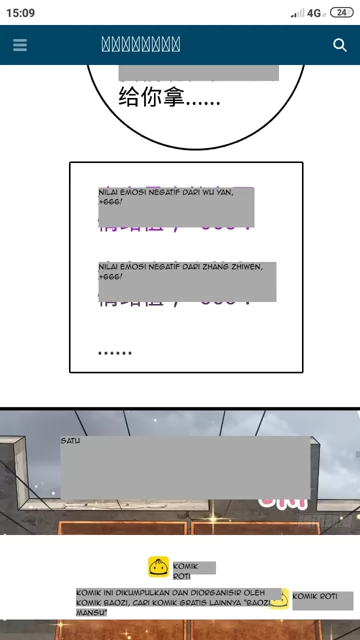 15:09
4G
24
给你拿......
NILAI EMOSI NEGATIF DARI WU YAN,
+666!
NILAI EMOSI NEGATIF DARI ZHANG ZHIWEN,
+666!
......
SATU
KOMIK
ROTI
KOMIK INI DIKUMPULKAN DAN DIORGANISIR OLEH
KOMIK BAOZI, CARI KOMIK GRATIS LAINNYA "BAOZI
MANSU"
KOMIK ROTI